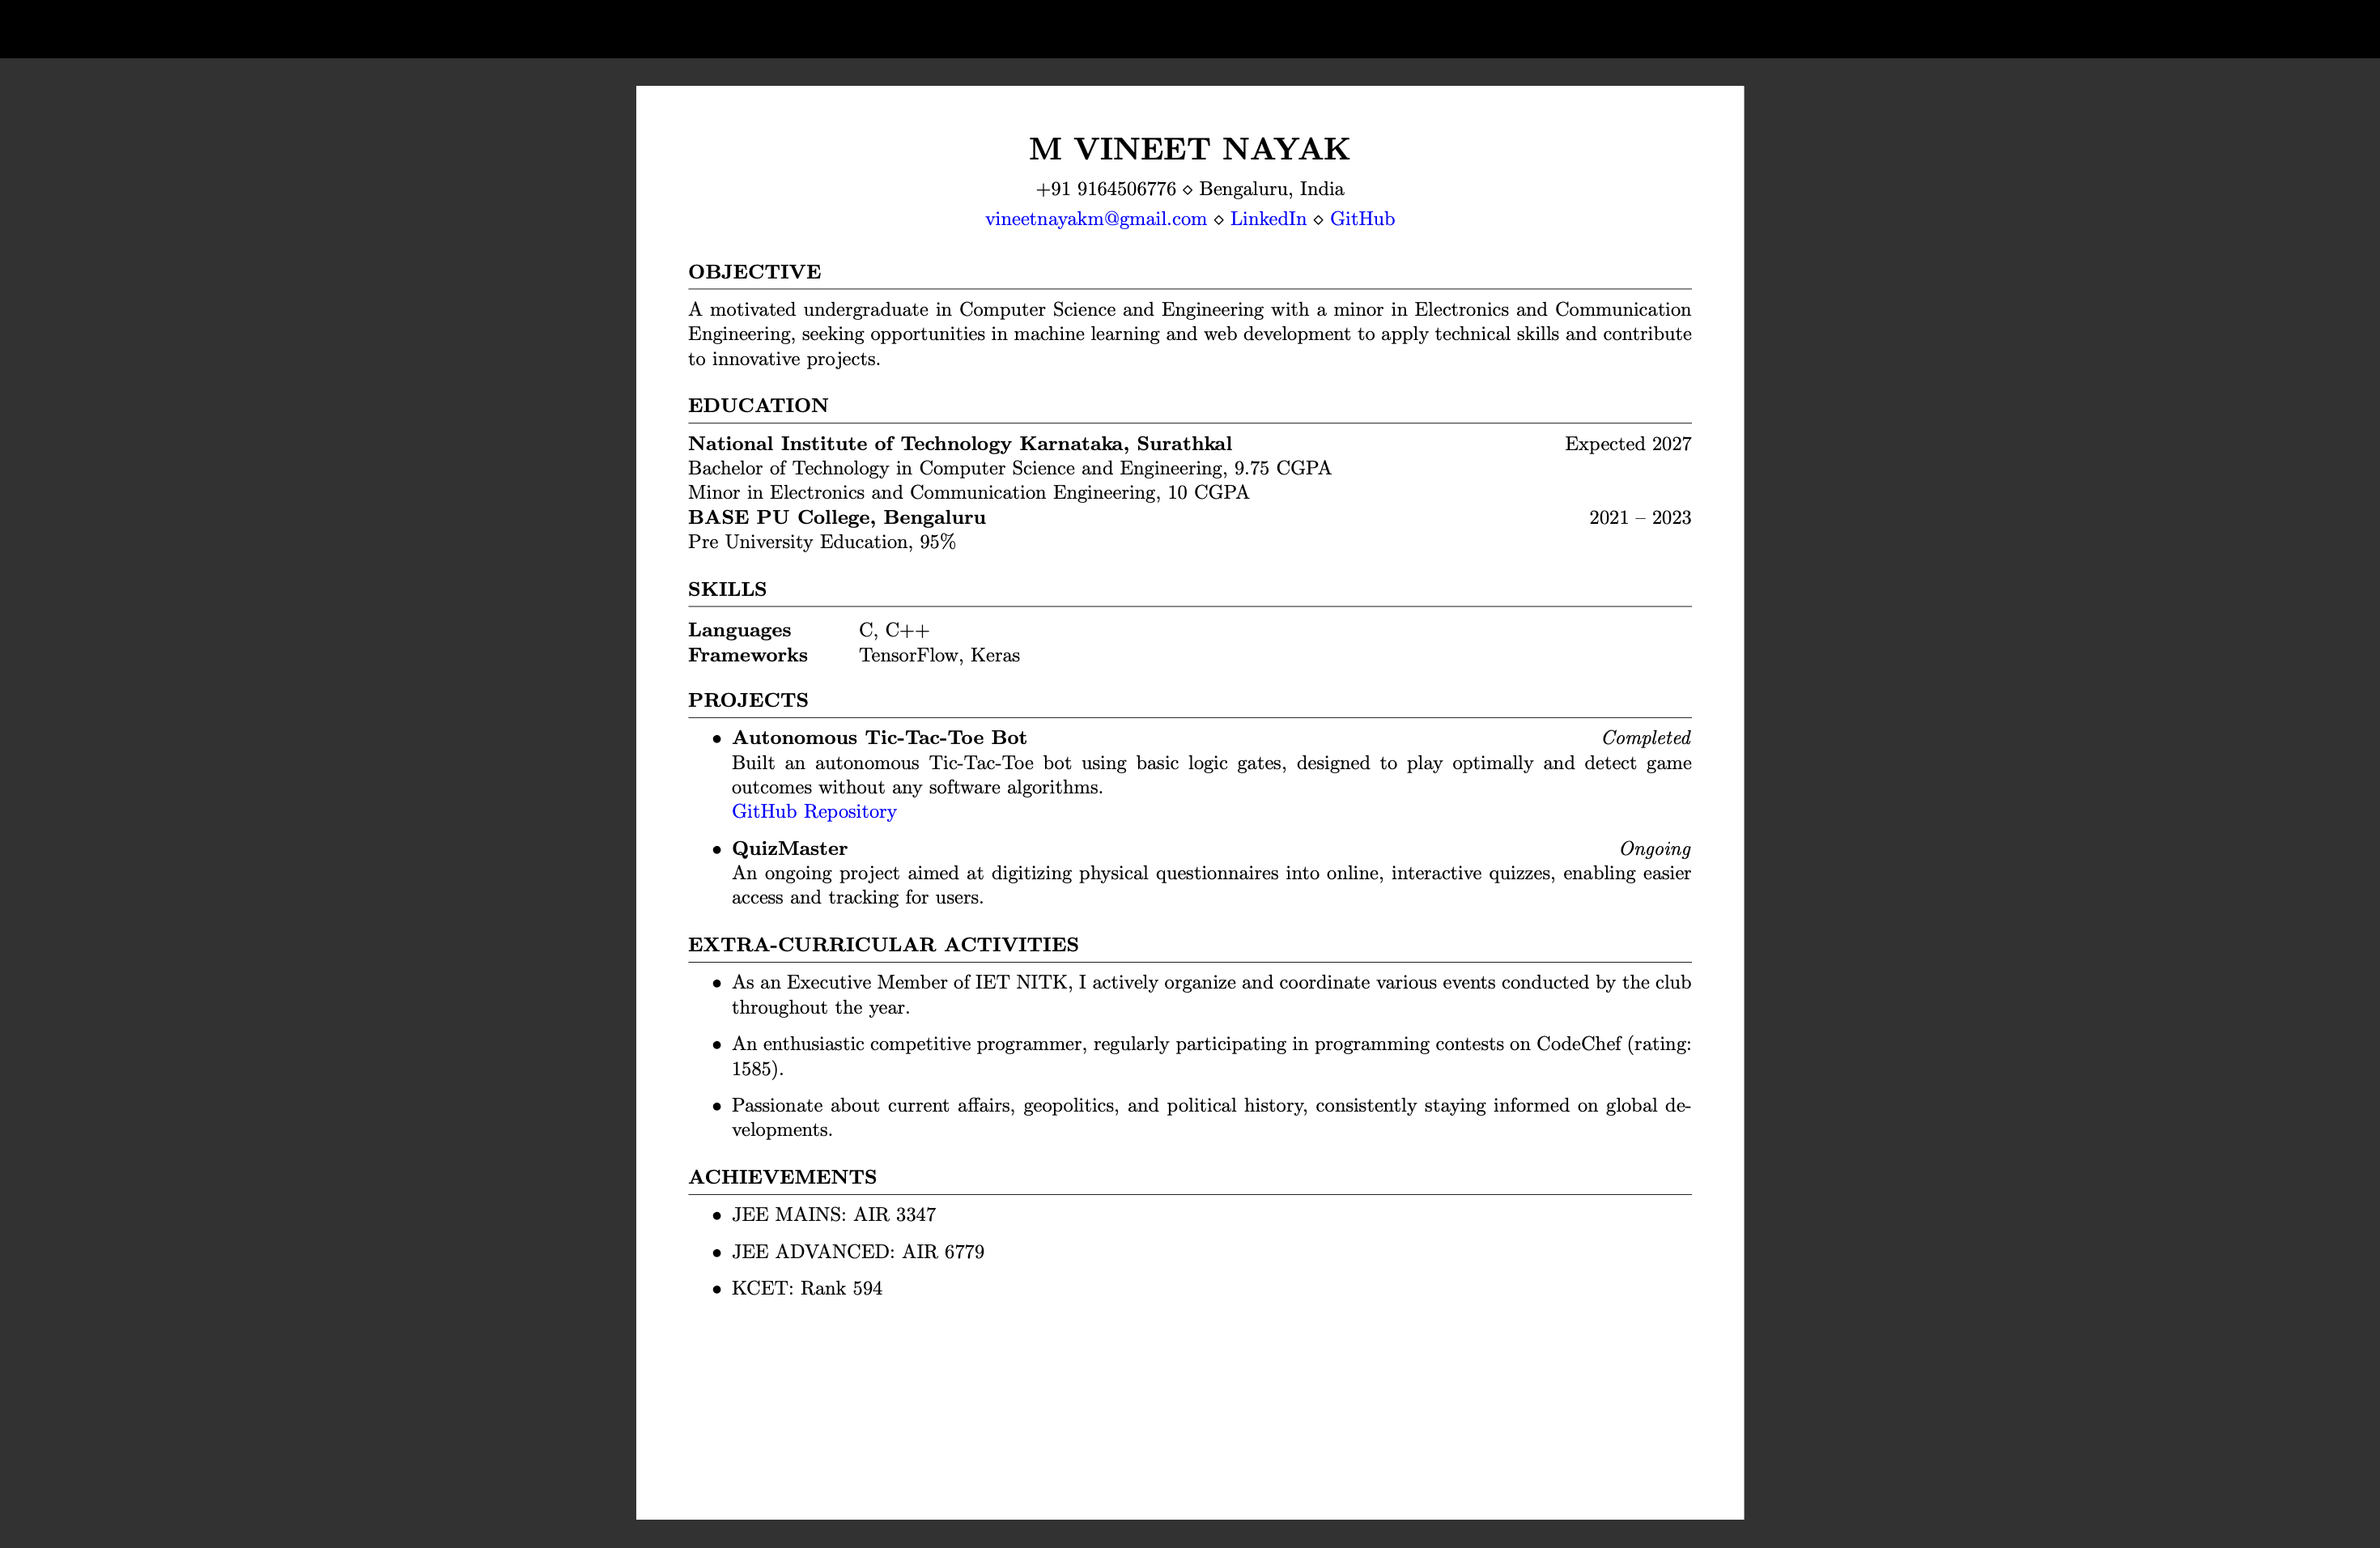 M VINEET NAYAK
+91 9164506776 ⋄ Bengaluru, India
vineetnayakm@gmail.com ⋄ LinkedIn ⋄ GitHub
OBJECTIVE
A motivated undergraduate in Computer Science and Engineering with a minor in Electronics and Communication
Engineering, seeking opportunities in machine learning and web development to apply technical skills and contribute
to innovative projects.
EDUCATION
National Institute of Technology Karnataka, Surathkal Expected 2027
Bachelor of Technology in Computer Science and Engineering, 9.75 CGPA
Minor in Electronics and Communication Engineering, 10 CGPA
BASE PU College, Bengaluru 2021 – 2023
Pre University Education, 95%
SKILLS
Languages C, C++
Frameworks TensorFlow, Keras
PROJECTS
• Autonomous Tic-Tac-Toe Bot Completed
Built an autonomous Tic-Tac-Toe bot using basic logic gates, designed to play optimally and detect game
outcomes without any software algorithms.
GitHub Repository
• QuizMaster Ongoing
An ongoing project aimed at digitizing physical questionnaires into online, interactive quizzes, enabling easier
access and tracking for users.
EXTRA-CURRICULAR ACTIVITIES
• As an Executive Member of IET NITK, I actively organize and coordinate various events conducted by the club
throughout the year.
• An enthusiastic competitive programmer, regularly participating in programming contests on CodeChef (rating:
1585).
• Passionate about current affairs, geopolitics, and political history, consistently staying informed on global de-
velopments.
ACHIEVEMENTS
• JEE MAINS: AIR 3347
• JEE ADVANCED: AIR 6779
• KCET: Rank 594